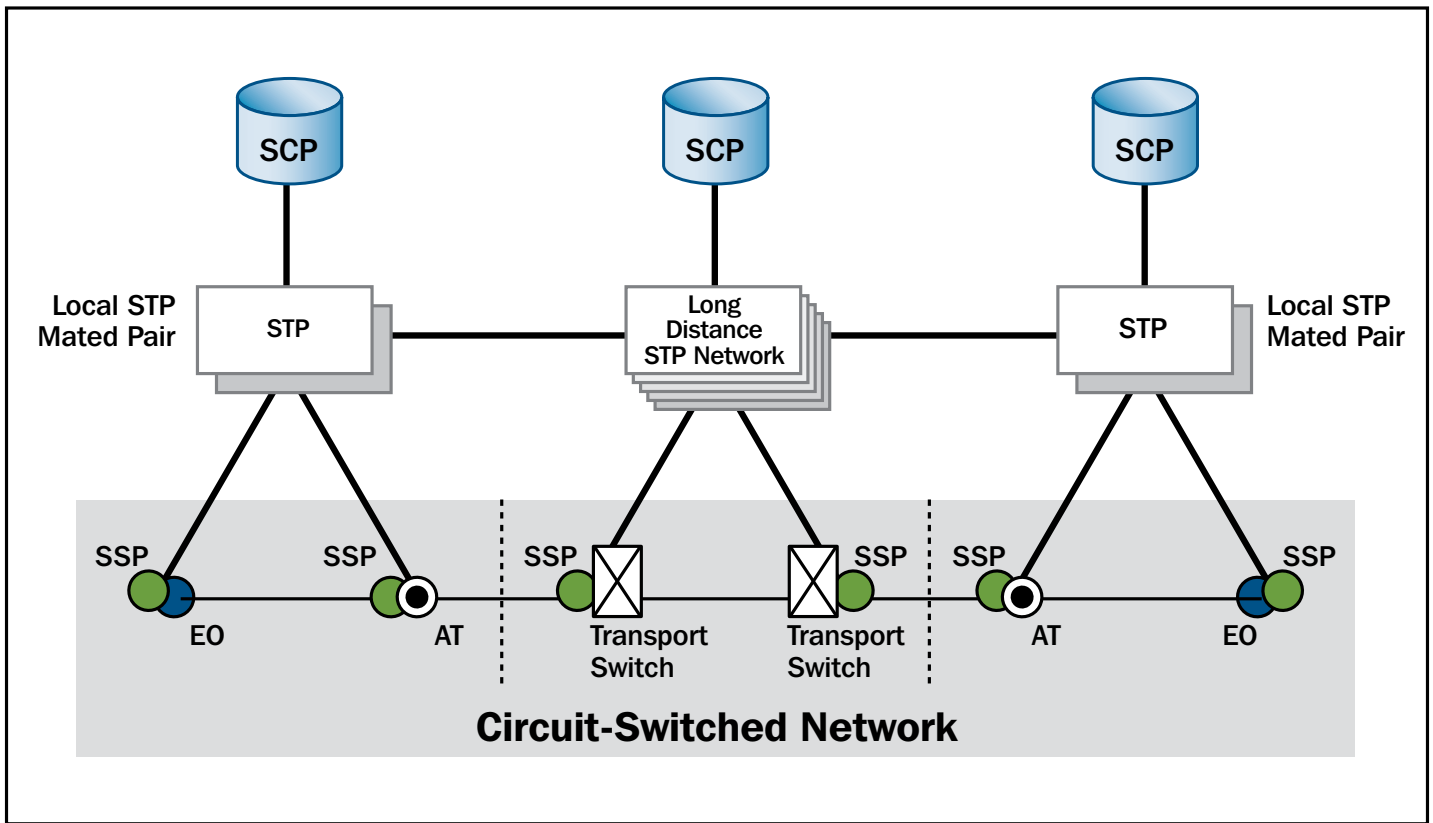 SCP
SCP
SCP
Local STP
Mated Pair
STP
Long
Distance
STP Network
STP
Local STP
Mated Pair
SSP
SSP
SSP
SSP
SSP
SSP
EO
AT
Transport
Switch
Transport
Switch
AT
EO
Circuit-Switched Network